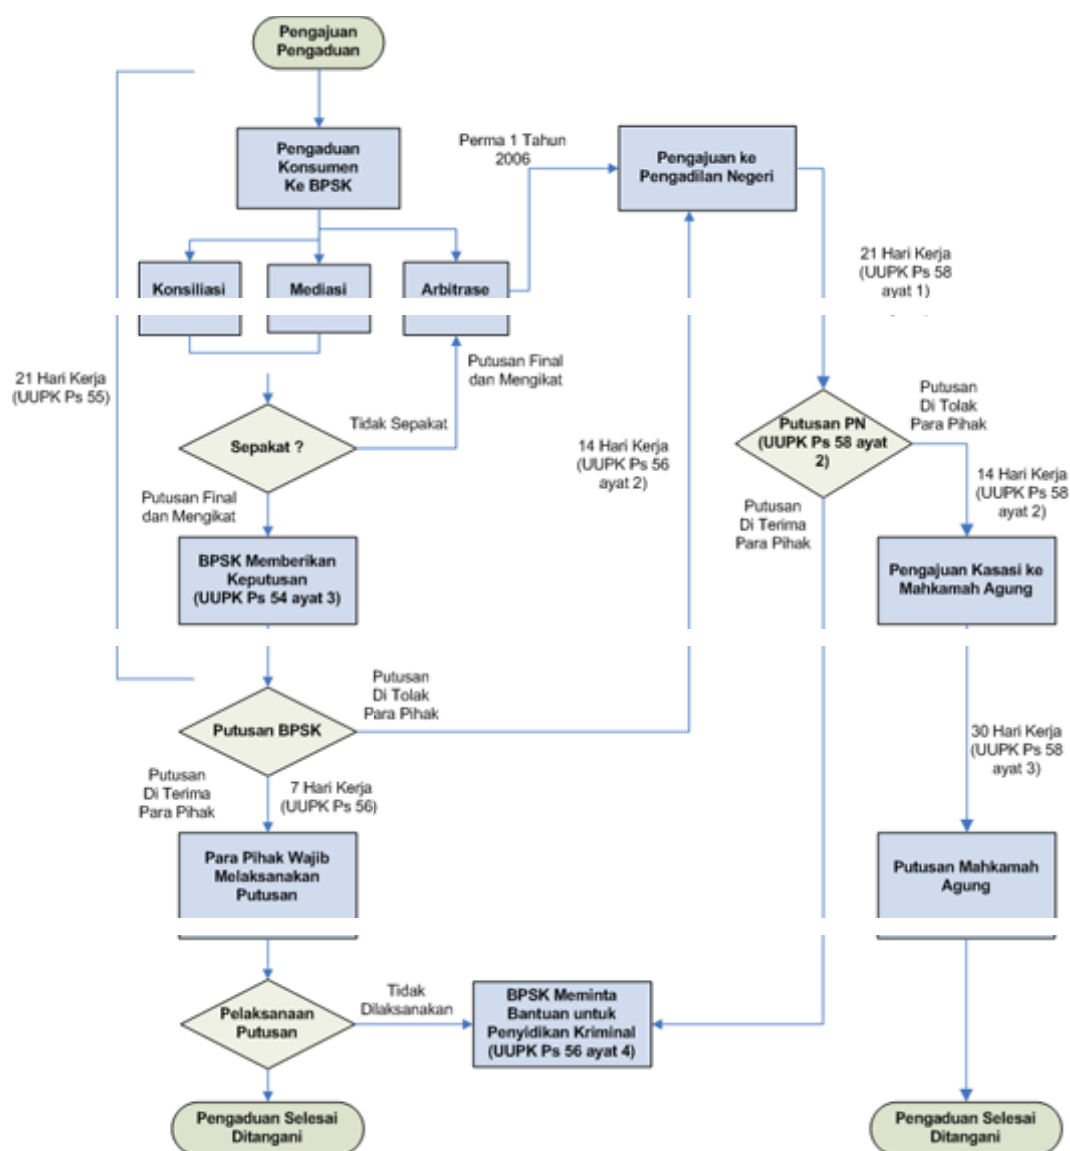 Pengajuan
Pengaduan
Pengaduan
Konsumen
Ke BPSK
Perma 1 Tahun
2006
Pengajuan ke
Pengadilan Negeri
21 Hari Kerja
(UUPK Ps 58
ayat 1)
Konsiliasi
Mediasi
Arbitrase
21 Hari Kerja
(UUPK Ps 55)
Putusan Final
dan Mengikat
Sepakat ?
Tidak Sepakat
14 Hari Kerja
(UUPK Ps 56
ayat 2)
Putusan PN
(UUPK Ps 58 ayat
2)
Putusan
Di Tolak
Para Pihak
14 Hari Kerja
(UUPK Ps 58
ayat 2)
Putusan Final
dan Mengikat
Putusan
Di Terima
Para Pihak
BPSK Memberikan
Keputusan
(UUPK Ps 54 ayat 3)
Pengajuan Kasasi ke
Mahkamah Agung
Putusan
Di Tolak
Para Pihak
Putusan BPSK
30 Hari Kerja
(UUPK Ps 58
ayat 3)
Putusan
Di Terima
Para Pihak
7 Hari Kerja
(UUPK Ps 56)
Para Pihak Wajib
Melaksanakan
Putusan
Putusan Mahkamah
Agung
Pelaksanaan
Putusan
Tidak
Dilaksanakan
BPSK Meminta
Bantuan untuk
Penyidikan Kriminal
(UUPK Ps 56 ayat 4)
Pengaduan Selesai
Ditangani
Pengaduan Selesai
Ditangani